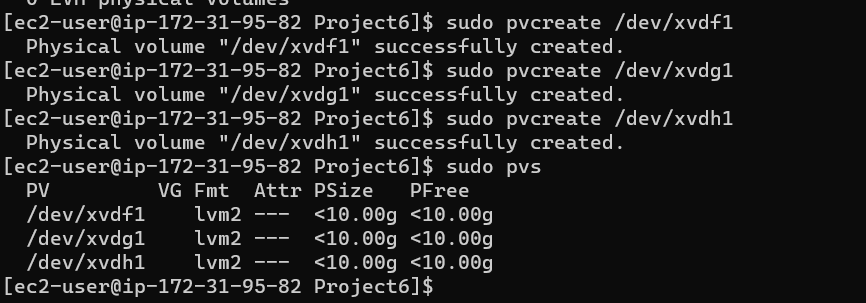 0 LVM physical volumes
[ec2-user@ip-172-31-95-82 Project6]$ sudo pvcreate /dev/xvdf1
  Physical volume "/dev/xvdf1" successfully created.
[ec2-user@ip-172-31-95-82 Project6]$ sudo pvcreate /dev/xvdg1
  Physical volume "/dev/xvdg1" successfully created.
[ec2-user@ip-172-31-95-82 Project6]$ sudo pvcreate /dev/xvdh1
  Physical volume "/dev/xvdh1" successfully created.
[ec2-user@ip-172-31-95-82 Project6]$ sudo pvs
  PV         VG Fmt  Attr PSize   PFree
  /dev/xvdf1    lvm2 ---  <10.00g <10.00g
  /dev/xvdg1    lvm2 ---  <10.00g <10.00g
  /dev/xvdh1    lvm2 ---  <10.00g <10.00g
[ec2-user@ip-172-31-95-82 Project6]$